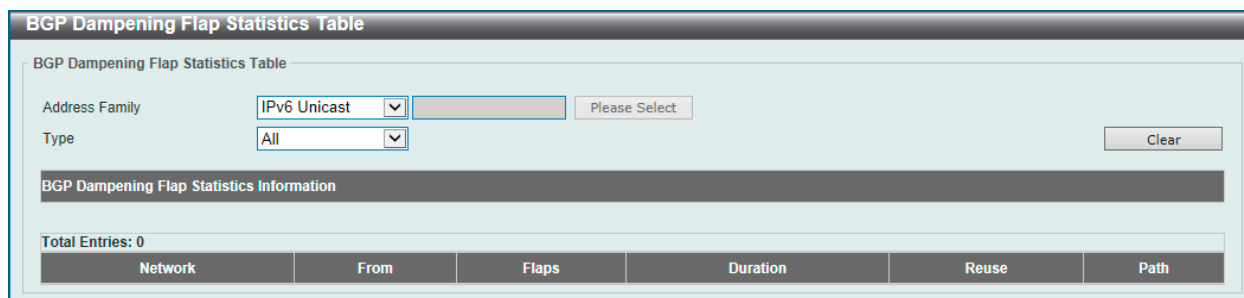 BGP Dampening Flap Statistics Table
BGP Dampening Flap Statistics Table
Address Family IPv6 Unicast Please Select
Type All Clear
BGP Dampening Flap Statistics Information
Total Entries: 0
Network From Flaps Duration Reuse Path